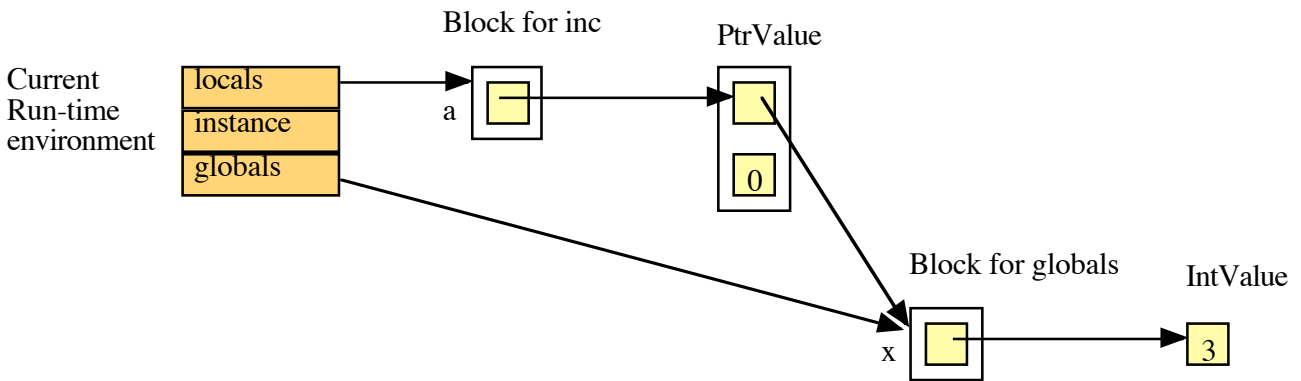 Block for inc
PtrValue
Current
Run-time
environment
locals
instance
globals
a
0
Block for globals
IntValue
x
3